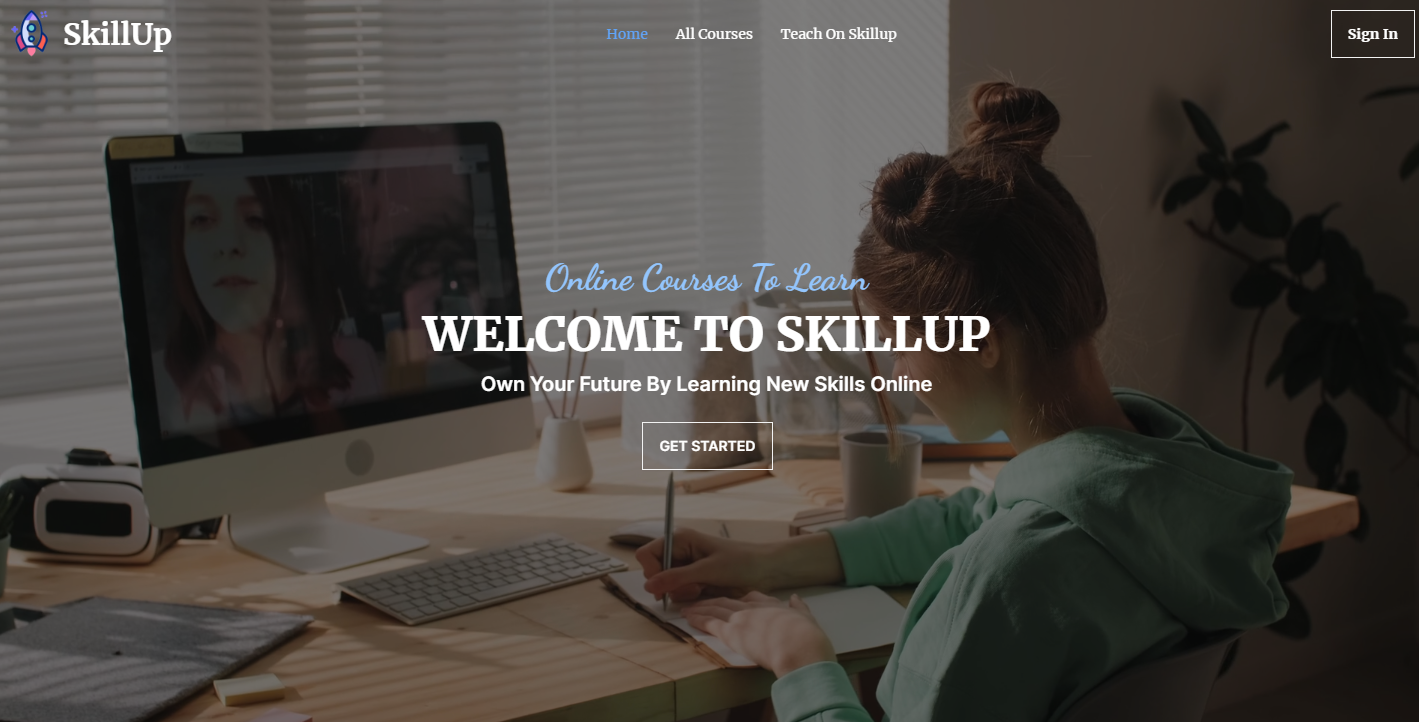 SkillUp
Home
All Courses
Teach On Skillup
Sign In
Online Courses To Learn
WELCOME TO SKILLUP
Own Your Future By Learning New Skills Online
GET STARTED